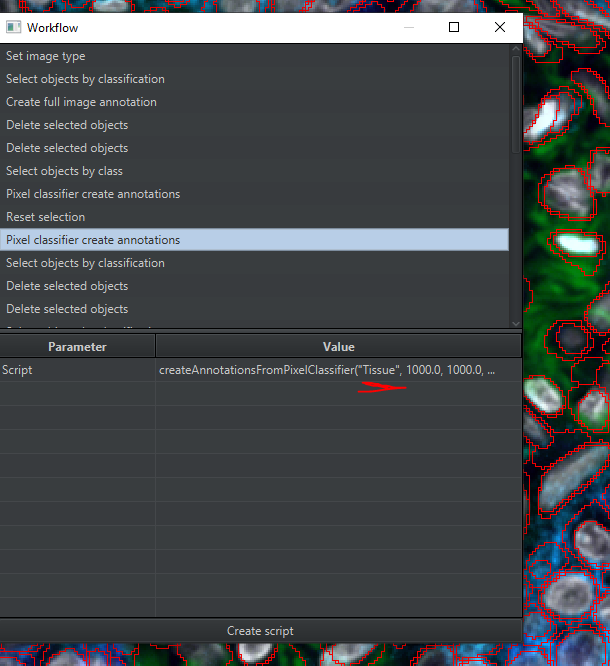 Workflow
Set image type
Select objects by classification
Create full image annotation
Delete selected objects
Delete selected objects
Select objects by class
Pixel classifier create annotations
Reset selection
Pixel classifier create annotations
Select objects by classification
Delete selected objects
Delete selected objects
Parameter Value
Script createAnnotationsFromPixelClassifier("Tissue", 1000.0, 1000.0, ...
Create script